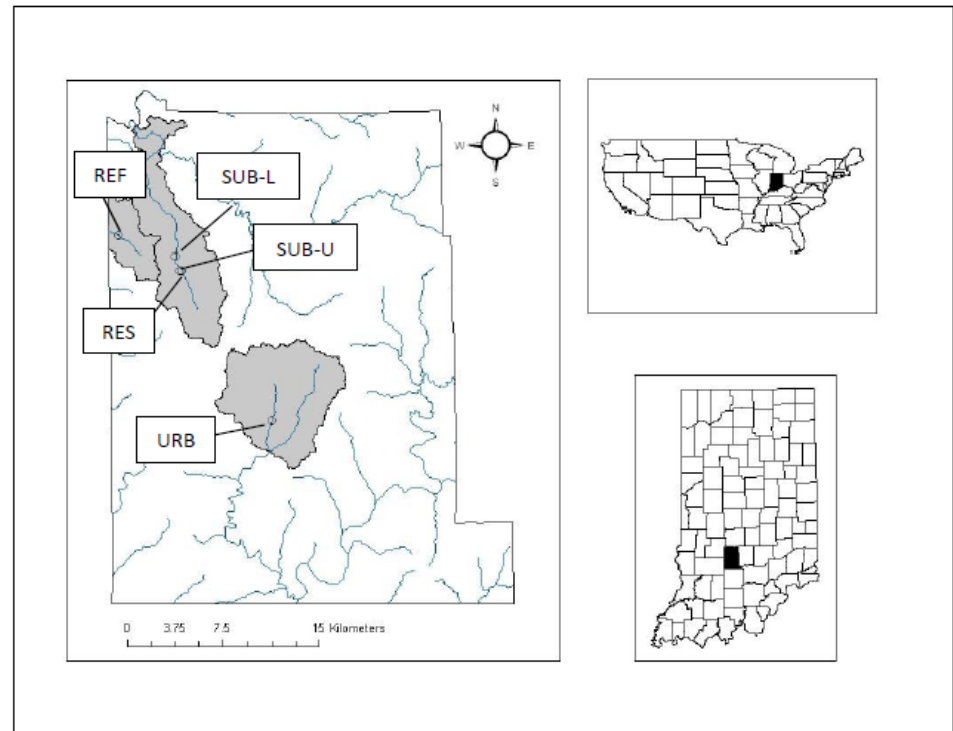 N
W E
S
REF
SUB-L
SUB-U
RES
URB
0 3.75 7.5 15 Kilometers